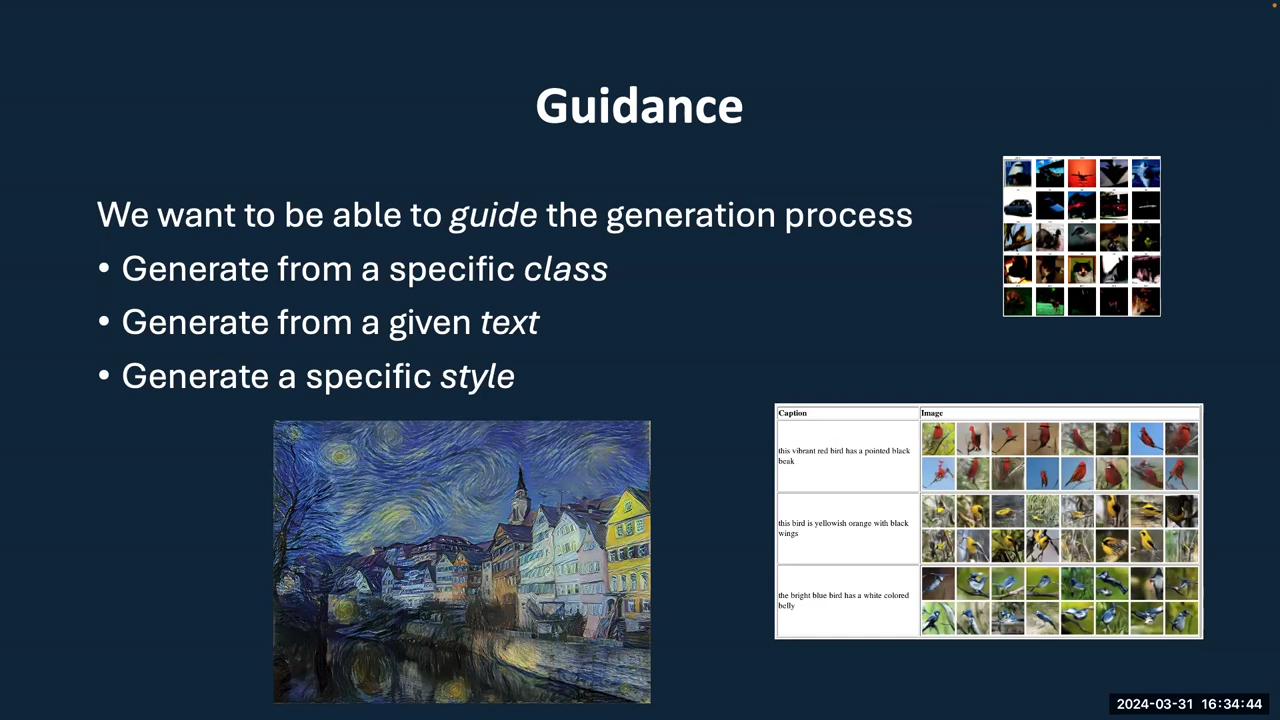 Guidance
We want to be able to guide the generation process
• Generate from a specific class
• Generate from a given text
• Generate a specific style
Caption Image
this vibrant red bird has a pointed black
beak
this bird is yellowish orange with black
wings
the bright blue bird has a white colored
belly
2024-03-31 16:34:44